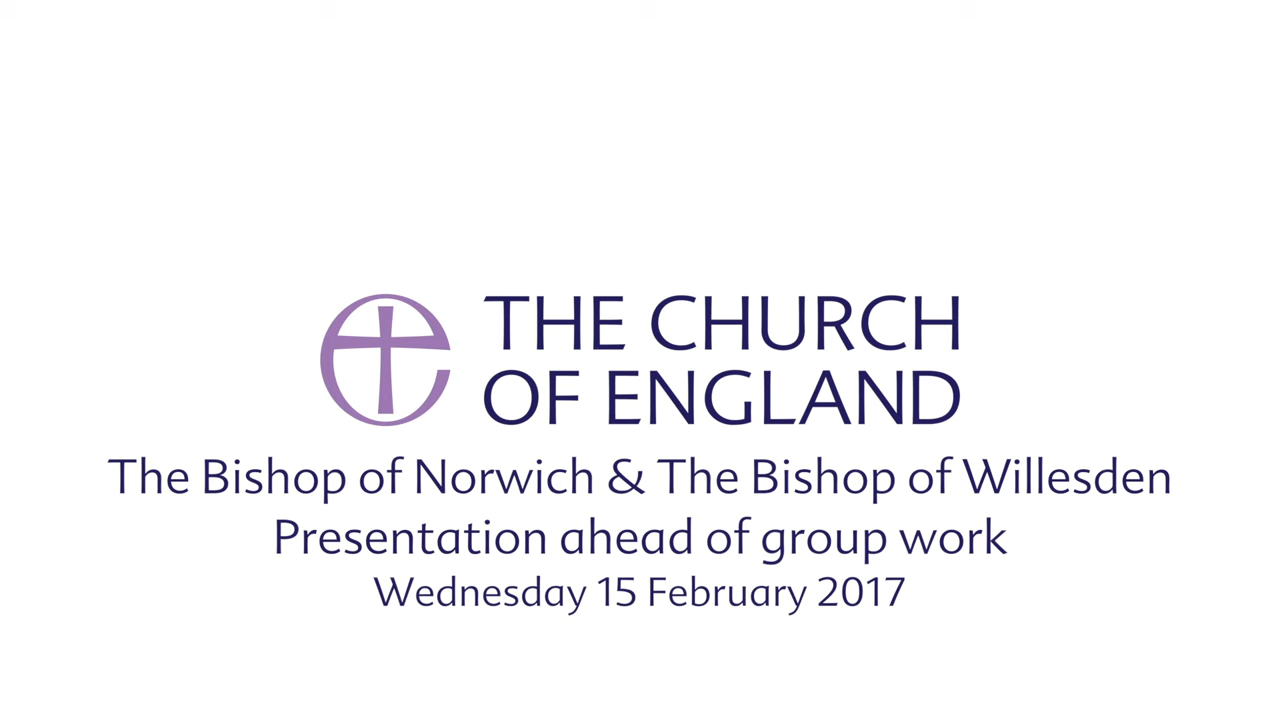 THE CHURCH
OF ENGLAND
The Bishop of Norwich & The Bishop of Willesden
Presentation ahead of group work
Wednesday 15 February 2017